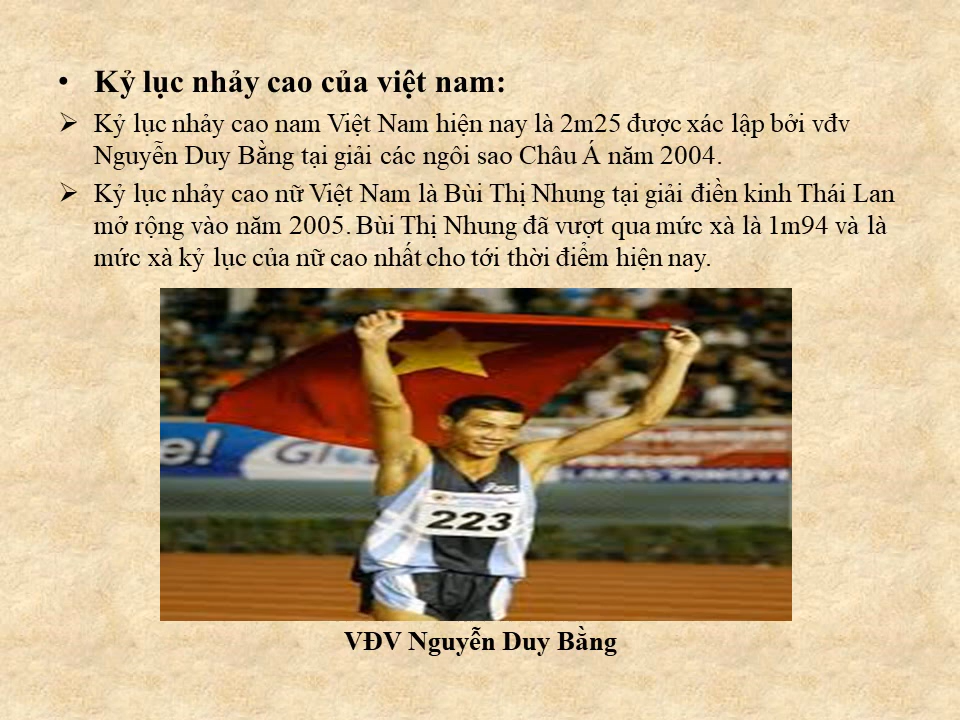 • Kỷ lục nhảy cao của việt nam:
➢ Kỷ lục nhảy cao nam Việt Nam hiện nay là 2m25 được xác lập bởi vđv
Nguyễn Duy Bằng tại giải các ngôi sao Châu Á năm 2004.
➢ Kỷ lục nhảy cao nữ Việt Nam là Bùi Thị Nhung tại giải điền kinh Thái Lan
mở rộng vào năm 2005. Bùi Thị Nhung đã vượt qua mức xà là 1m94 và là
mức xà kỷ lục của nữ cao nhất cho tới thời điểm hiện nay.
223
VĐV Nguyễn Duy Bằng